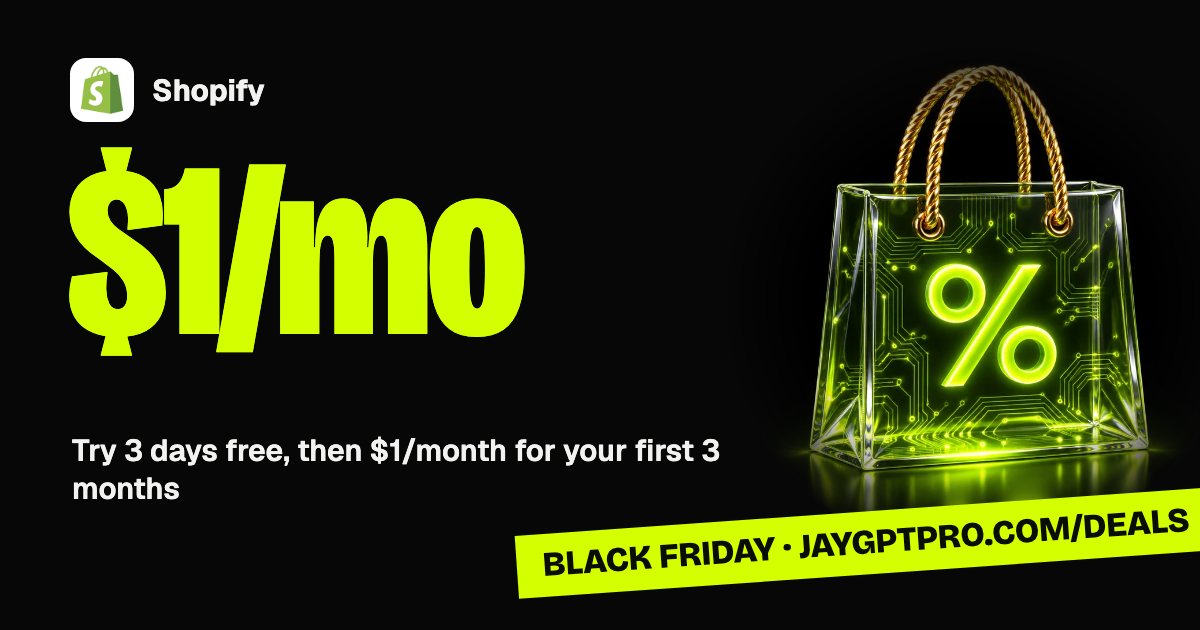 Shopify
$1/mo
Try 3 days free, then $1/month for your first 3
months
%
BLACK FRIDAY · JAYGPTPRO.COM/DEALS